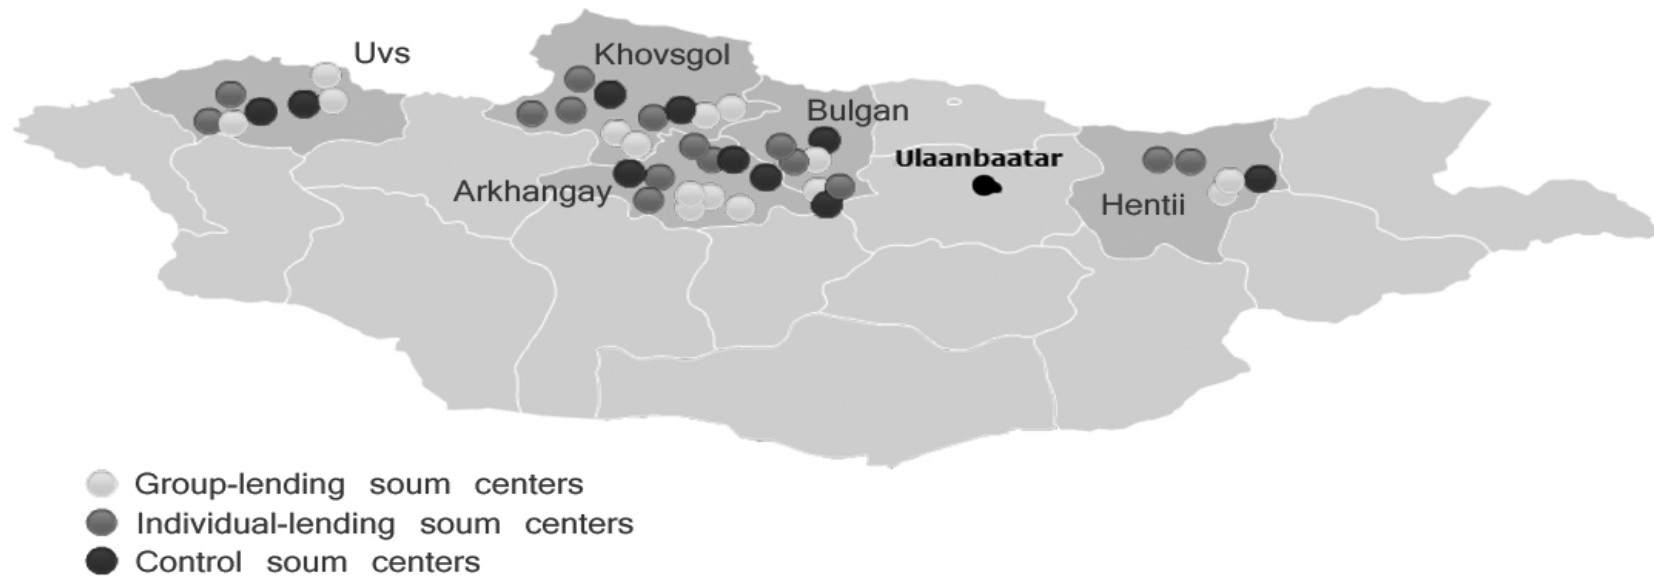 Uvs
Khovsgol
Bulgan
Ulaanbaatar
Arkhangay
Hentii
Group-lending soum centers
Individual-lending soum centers
Control soum centers